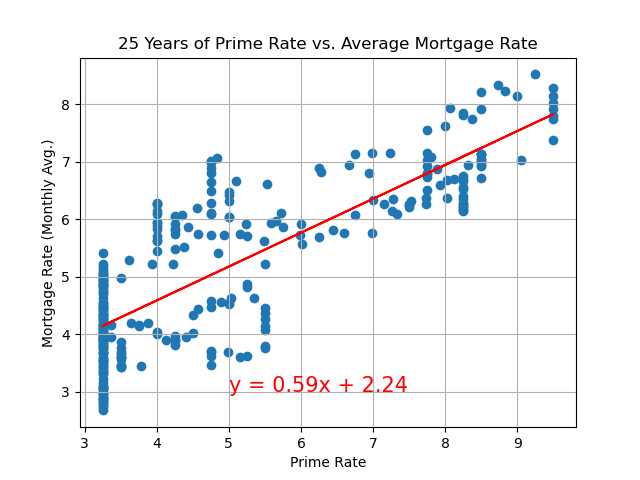 25 Years of Prime Rate vs. Average Mortgage Rate
Mortgage Rate (Monthly Avg.)
8
7
6
5
4
3
y = 0.59x + 2.24
3 4 5 6 7 8 9
Prime Rate